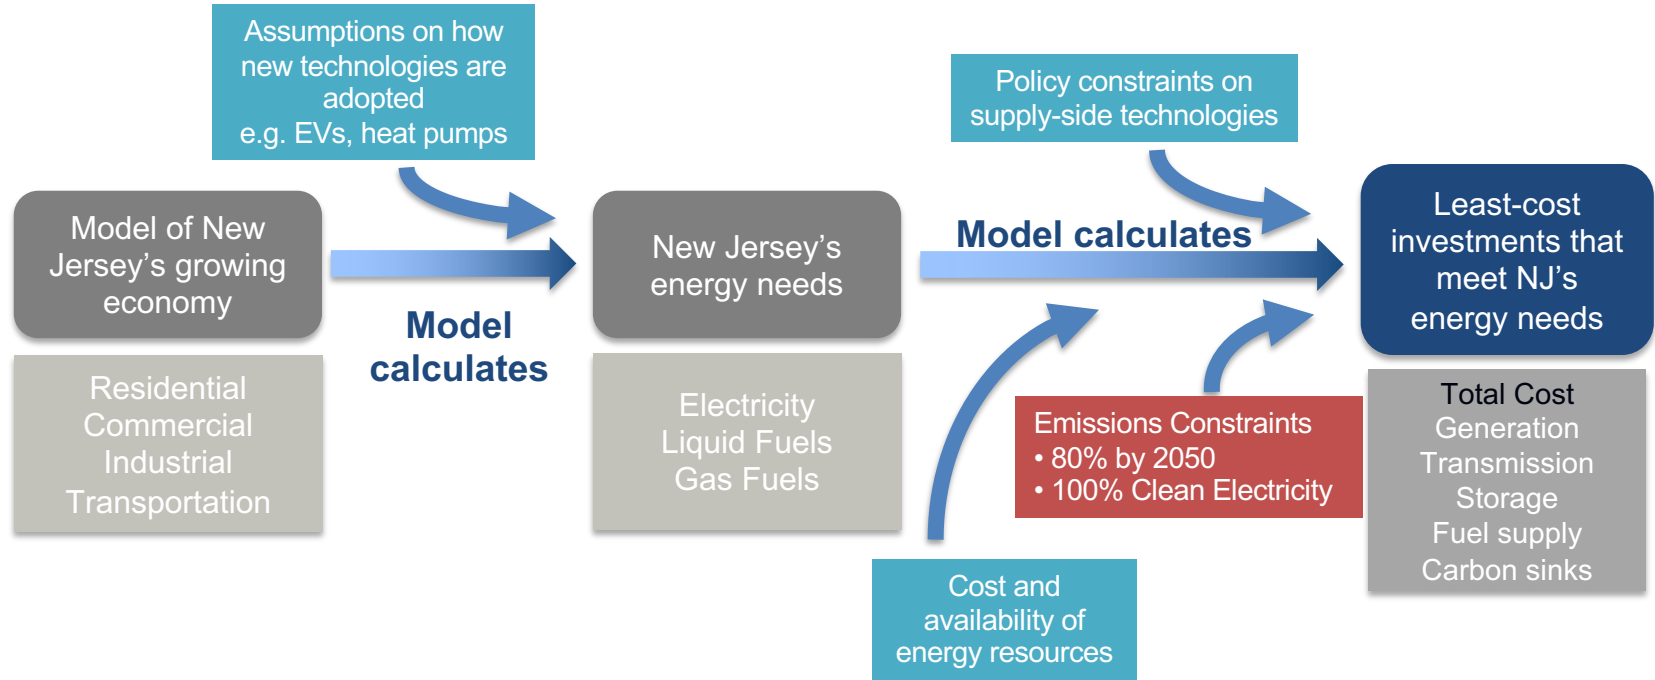 Assumptions on how
new technologies are
adopted
e.g. EVs, heat pumps
Policy constraints on
supply-side technologies
Model of New
Jersey’s growing
economy
Residential
Commercial
Industrial
Transportation
Model
calculates
New Jersey’s
energy needs
Electricity
Liquid Fuels
Gas Fuels
Model calculates
Least-cost
investments that
meet NJ’s
energy needs
Total Cost
Generation
Transmission
Storage
Fuel supply
Carbon sinks
Emissions Constraints
• 80% by 2050
• 100% Clean Electricity
Cost and
availability of
energy resources